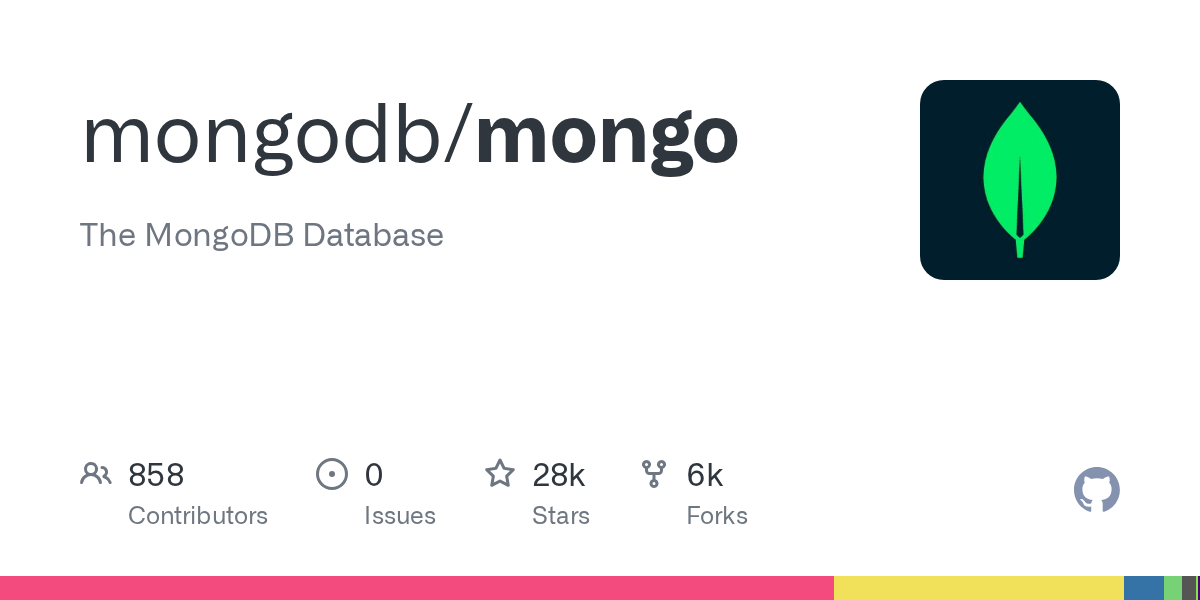 mongodb/mongo
The MongoDB Database
858 0 28k 6k
Contributors Issues Stars Forks